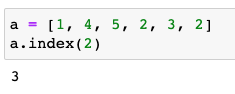 a = [1, 4, 5, 2, 3, 2]
a.index(2)
3